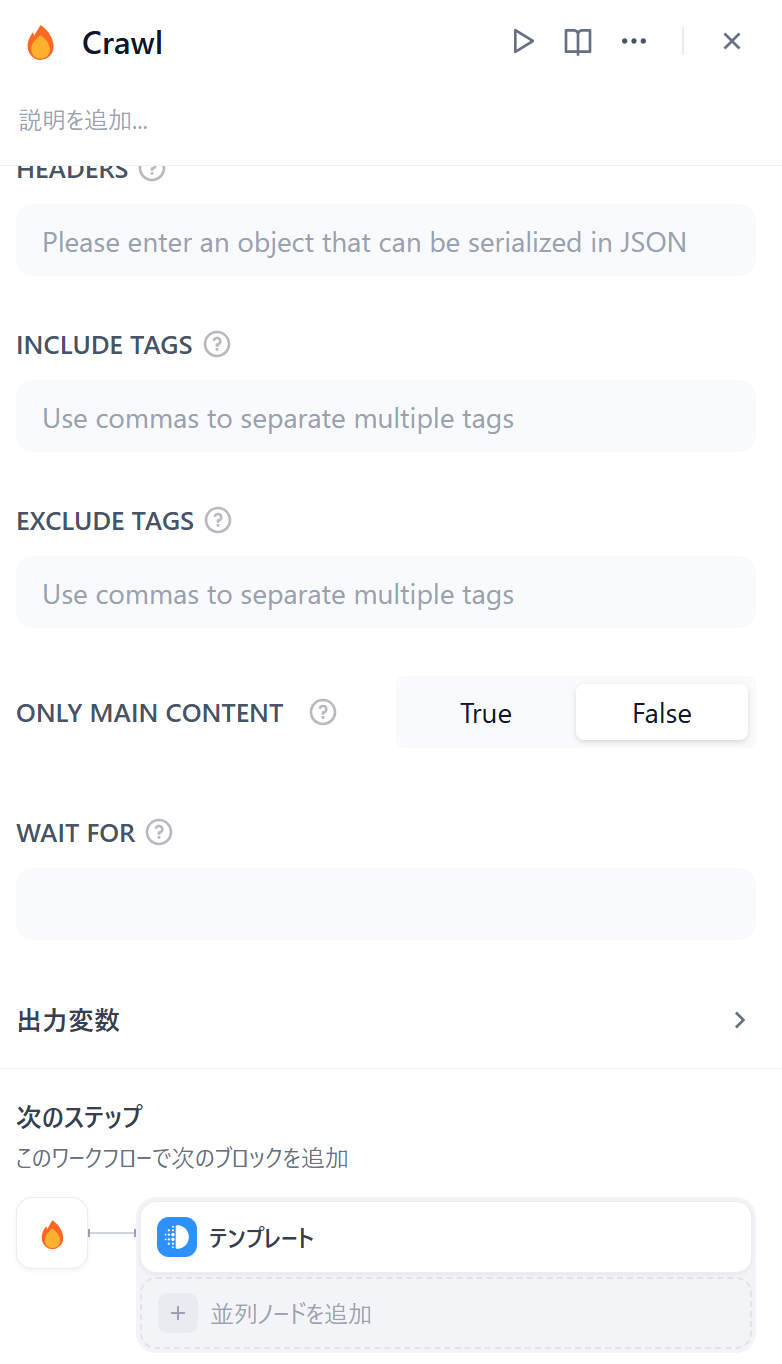 Crawl
説明を追加...
HEADERS
Please enter an object that can be serialized in JSON
INCLUDE TAGS
Use commas to separate multiple tags
EXCLUDE TAGS
Use commas to separate multiple tags
ONLY MAIN CONTENT True False
WAIT FOR
出力変数
次のステップ
このワークフローで次のブロックを追加
テンプレート
並列ノードを追加